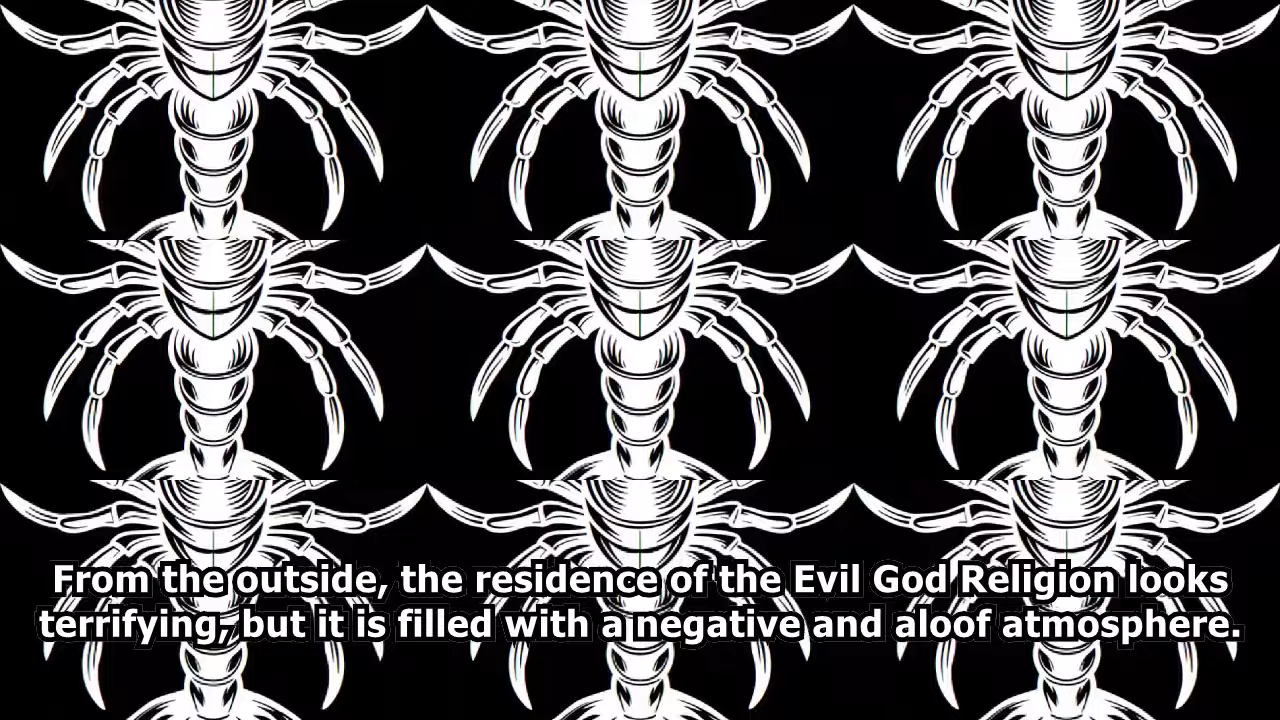 From the outside, the residence of the Evil God Religion looks
terrifying, but it is filled with a negative and aloof atmosphere.